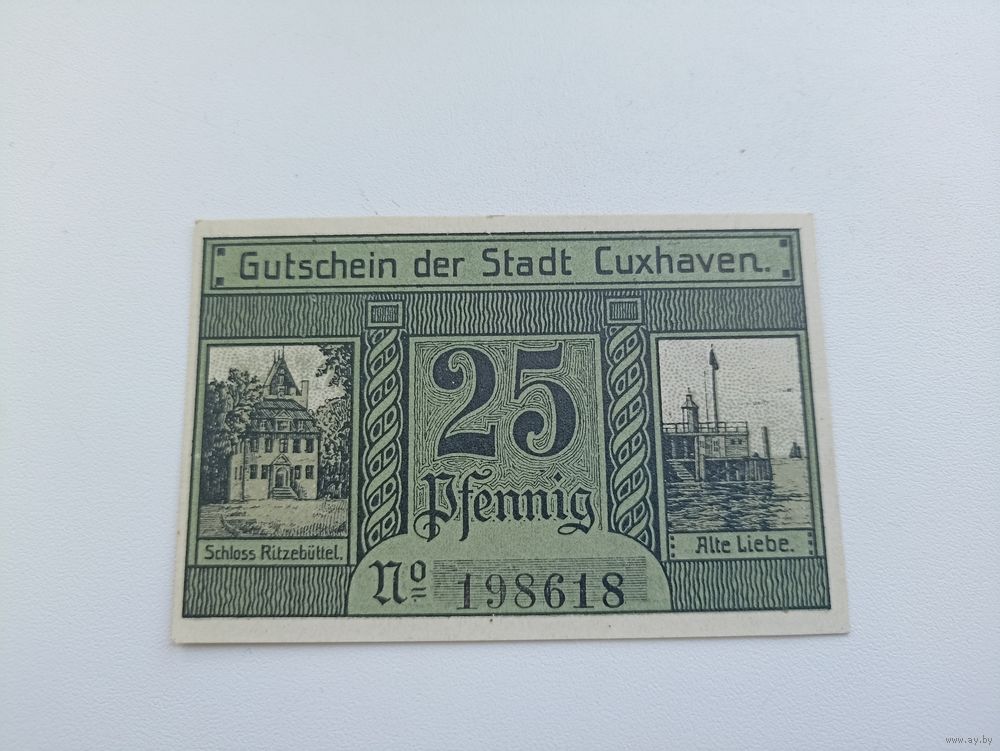 Gutschein der Stadt Cuxhaven.
25
Pfennig
Schloss Ritzebüttel.
Alte Liebe.
No 198618
www.ay.by